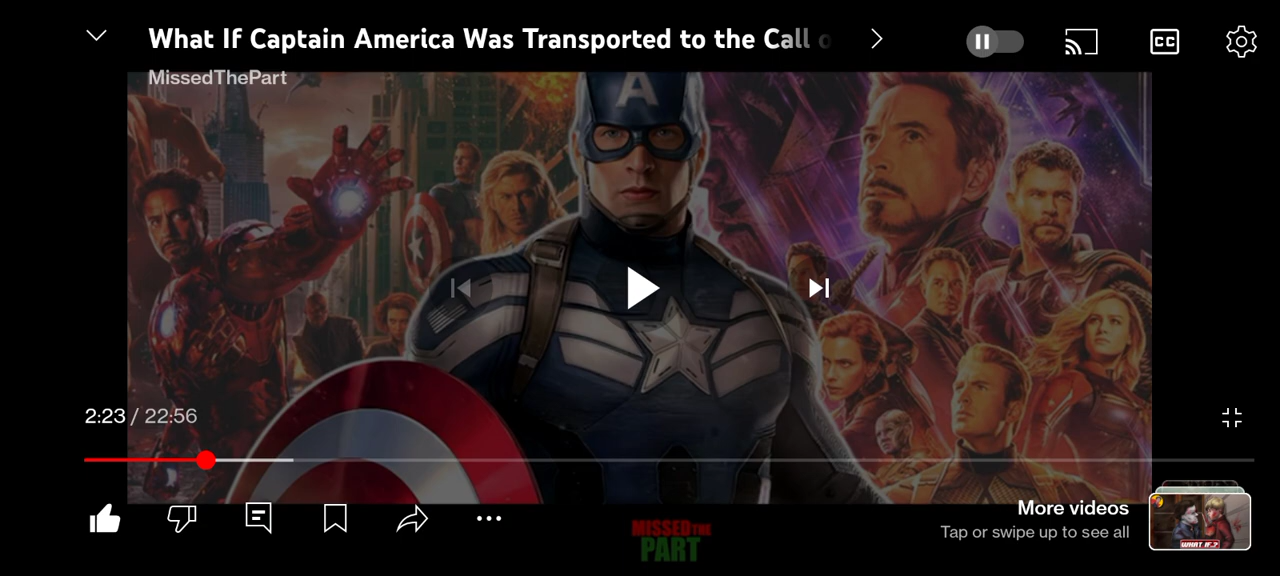 What If Captain America Was Transported to the Call o
MissedThePart
CC
A
2:23 / 22:56
MISSED THE
PART
More videos
Tap or swipe up to see all
WHAT IF..?